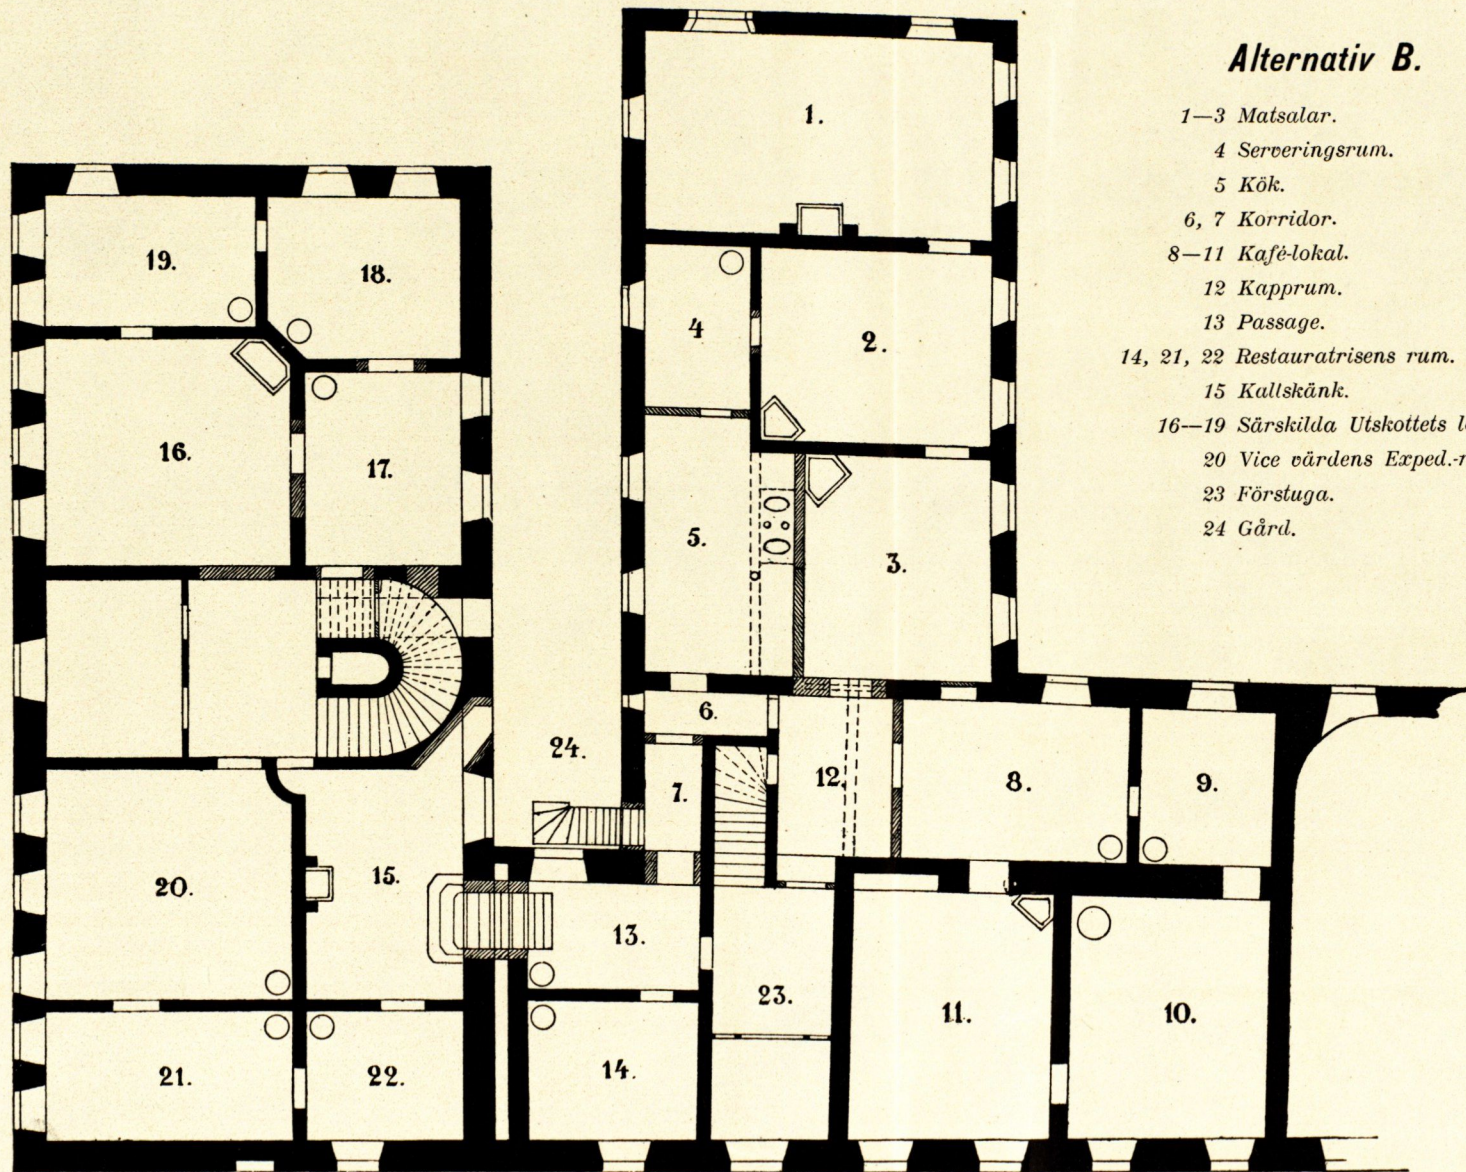 Alternativ B.
1—3 Matsalar.
4 Serveringsrum.
5 Kök.
6, 7 Korridor.
8—11 Kafé-lokal.
12 Kapprum.
13 Passage.
14, 21, 22 Restauratrisens rum.
15 Kallskänk.
16—19 Särskilda Utskottets
20 Vice värdens Exped.-r
23 Förstuga.
24 Gård.
1.
19.
18.
4
2.
16.
17.
5.
3.
6.
24.
7.
12.
8.
9.
20.
15.
13.
23.
11.
10.
21.
22.
14.